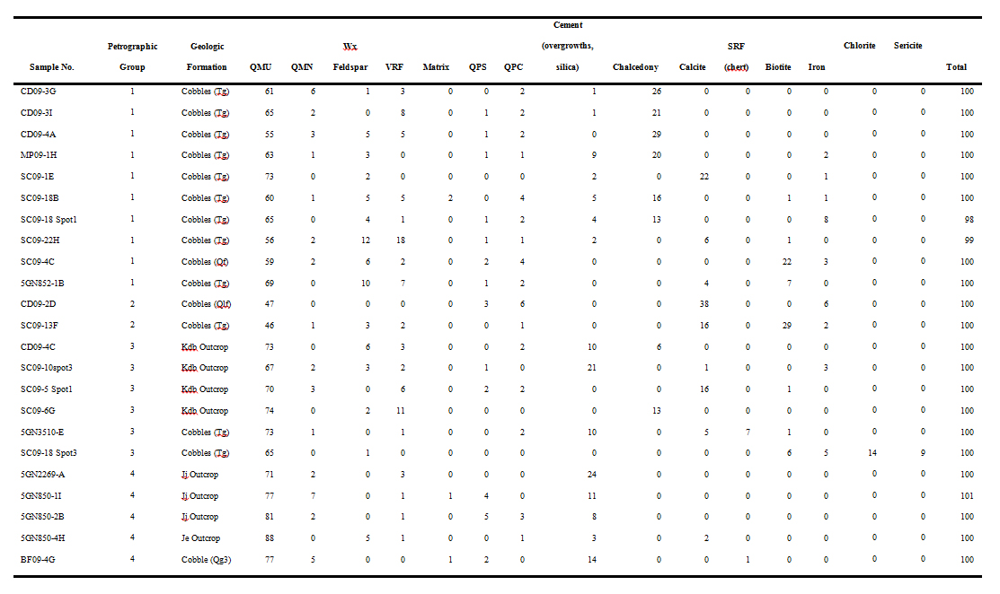 Cement
Petrographic Geologic Wx (overgrowths, SRF Chlorite Sericite
Sample No. Group Formation QMU QMN Feldspar VRF Matrix QPS QPC silica) Chalcedony Calcite (chert) Biotite Iron Total
CD09-3G 1 Cobbles (Tg) 61 6 1 3 0 0 2 1 26 0 0 0 0 0 0 100
CD09-3I 1 Cobbles (Tg) 65 2 0 8 0 1 2 1 21 0 0 0 0 0 0 100
CD09-4A 1 Cobbles (Tg) 55 3 5 5 0 1 2 0 29 0 0 0 0 0 0 100
MP09-1H 1 Cobbles (Tg) 63 1 3 0 0 1 1 9 20 0 0 0 2 0 0 100
SC09-1E 1 Cobbles (Tg) 73 0 2 0 0 0 0 2 0 22 0 0 1 0 0 100
SC09-18B 1 Cobbles (Tg) 60 1 5 5 2 0 4 5 16 0 0 1 1 0 0 100
SC09-18 Spot1 1 Cobbles (Tg) 65 0 4 1 0 1 2 4 13 0 0 0 8 0 0 98
SC09-22H 1 Cobbles (Tg) 56 2 12 18 0 1 1 2 0 6 0 1 0 0 0 99
SC09-4C 1 Cobbles (Qf) 59 2 6 2 0 2 4 0 0 0 0 22 3 0 0 100
5GN852-1B 1 Cobbles (Tg) 69 0 10 7 0 1 2 0 0 4 0 7 0 0 0 100
CD09-2D 2 Cobbles (Qlf) 47 0 0 0 0 3 6 0 0 38 0 0 6 0 0 100
SC09-13F 2 Cobbles (Tg) 46 1 3 2 0 0 1 0 0 16 0 29 2 0 0 100
CD09-4C 3 Kdb Outcrop 73 0 6 3 0 0 2 10 6 0 0 0 0 0 0 100
SC09-10spot3 3 Kdb Outcrop 67 2 3 2 0 1 0 21 0 1 0 0 3 0 0 100
SC09-5 Spot1 3 Kdb Outcrop 70 3 0 6 0 2 2 0 0 16 0 1 0 0 0 100
SC09-6G 3 Kdb Outcrop 74 0 2 11 0 0 0 0 13 0 0 0 0 0 0 100
5GN3510-E 3 Cobbles (Tg) 73 1 0 1 0 0 2 10 0 5 7 1 0 0 0 100
SC09-18 Spot3 3 Cobbles (Tg) 65 0 1 0 0 0 0 0 0 0 0 6 5 14 9 100
5GN2269-A 4 Jj Outcrop 71 2 0 3 0 0 0 24 0 0 0 0 0 0 0 100
5GN850-1I 4 Jj Outcrop 77 7 0 1 1 4 0 11 0 0 0 0 0 0 0 101
5GN850-2B 4 Jj Outcrop 81 2 0 1 0 5 3 8 0 0 0 0 0 0 0 100
5GN850-4H 4 Je Outcrop 88 0 5 1 0 0 1 3 0 2 0 0 0 0 0 100
BF09-4G 4 Cobble (Qg3) 77 5 0 0 1 2 0 14 0 0 1 0 0 0 0 100